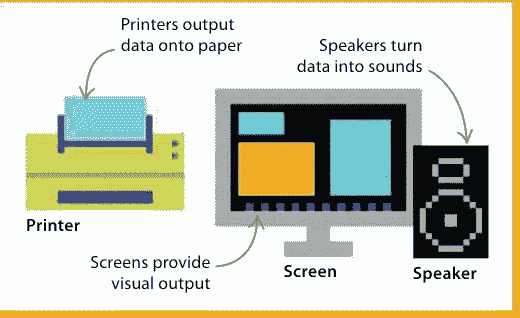 Printers output
data onto paper
Speakers turn
data into sounds
Printer
Screens provide
visual output
Screen
Speaker